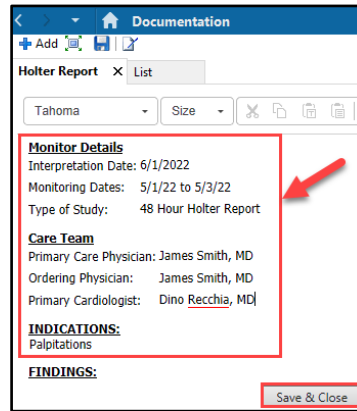 Documentation
Add
Holter Report X List
Tahoma Size
Monitor Details
Interpretation Date: 6/1/2022
Monitoring Dates: 5/1/22 to 5/3/22
Type of Study: 48 Hour Holter Report
Care Team
Primary Care Physician: James Smith, MD
Ordering Physician: James Smith, MD
Primary Cardiologist: Dino Recchia, MD
INDICATIONS:
Palpitations
FINDINGS:
Save & Close